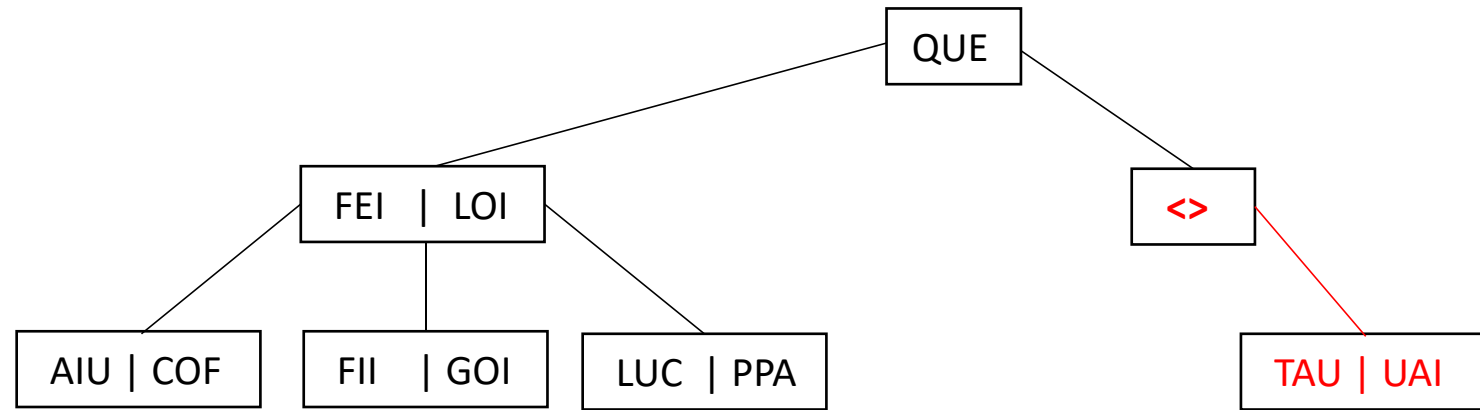 QUE
FEI | LOI
<>
AIU | COF
FII | GOI
LUC | PPA
TAU | UAI